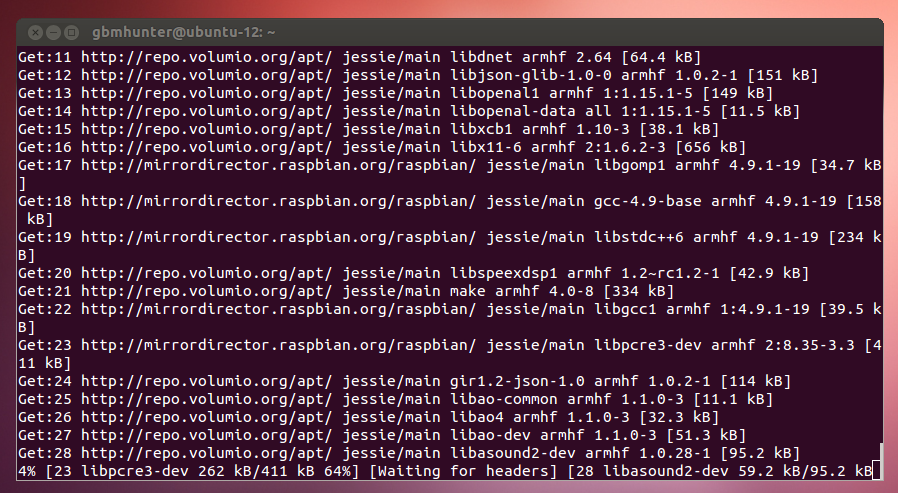 gbmhunter@ubuntu-12: ~
Get:11 http://repo.volumio.org/apt/ jessie/main libdnet armhf 2.64 [64.4 kB]
Get:12 http://repo.volumio.org/apt/ jessie/main libjson-glib-1.0-0 armhf 1.0.2-1 [151 kB]
Get:13 http://repo.volumio.org/apt/ jessie/main libopenal1 armhf 1:1.15.1-5 [149 kB]
Get:14 http://repo.volumio.org/apt/ jessie/main libopenal-data all 1:1.15.1-5 [11.5 kB]
Get:15 http://repo.volumio.org/apt/ jessie/main libxcb1 armhf 1.10-3 [38.1 kB]
Get:16 http://repo.volumio.org/apt/ jessie/main libx11-6 armhf 2:1.6.2-3 [656 kB]
Get:17 http://mirrordirector.raspbian.org/raspbian/ jessie/main libgomp1 armhf 4.9.1-19 [34.7 kB
]
Get:18 http://mirrordirector.raspbian.org/raspbian/ jessie/main gcc-4.9-base armhf 4.9.1-19 [158
 kB]
Get:19 http://mirrordirector.raspbian.org/raspbian/ jessie/main libstdc++6 armhf 4.9.1-19 [234 k
B]
Get:20 http://repo.volumio.org/apt/ jessie/main libspeexdsp1 armhf 1.2~rc1.2-1 [42.9 kB]
Get:21 http://repo.volumio.org/apt/ jessie/main make armhf 4.0-8 [334 kB]
Get:22 http://mirrordirector.raspbian.org/raspbian/ jessie/main libgcc1 armhf 1:4.9.1-19 [39.5 k
B]
Get:23 http://mirrordirector.raspbian.org/raspbian/ jessie/main libpcre3-dev armhf 2:8.35-3.3 [4
11 kB]
Get:24 http://repo.volumio.org/apt/ jessie/main gir1.2-json-1.0 armhf 1.0.2-1 [114 kB]
Get:25 http://repo.volumio.org/apt/ jessie/main libao-common armhf 1.1.0-3 [11.1 kB]
Get:26 http://repo.volumio.org/apt/ jessie/main libao4 armhf 1.1.0-3 [32.3 kB]
Get:27 http://repo.volumio.org/apt/ jessie/main libao-dev armhf 1.1.0-3 [51.3 kB]
Get:28 http://repo.volumio.org/apt/ jessie/main libasound2-dev armhf 1.0.28-1 [95.2 kB]
4% [23 libpcre3-dev 262 kB/411 kB 64%] [Waiting for headers] [28 libasound2-dev 59.2 kB/95.2 kB